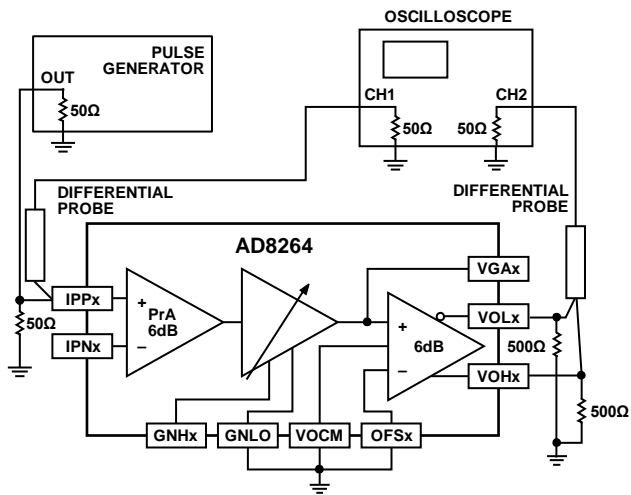 OSCILLOSCOPE
PULSE
GENERATOR
OUT
50Ω
CH1
50Ω
CH2
50Ω
DIFFERENTIAL
PROBE
DIFFERENTIAL
PROBE
AD8264
VGAx
IPPx
+
PrA
6dB
–
+
6dB
–
VOLx
50Ω
IPNx
500Ω
VOHx
500Ω
GNHx
GNLO
VOCM
OFSx